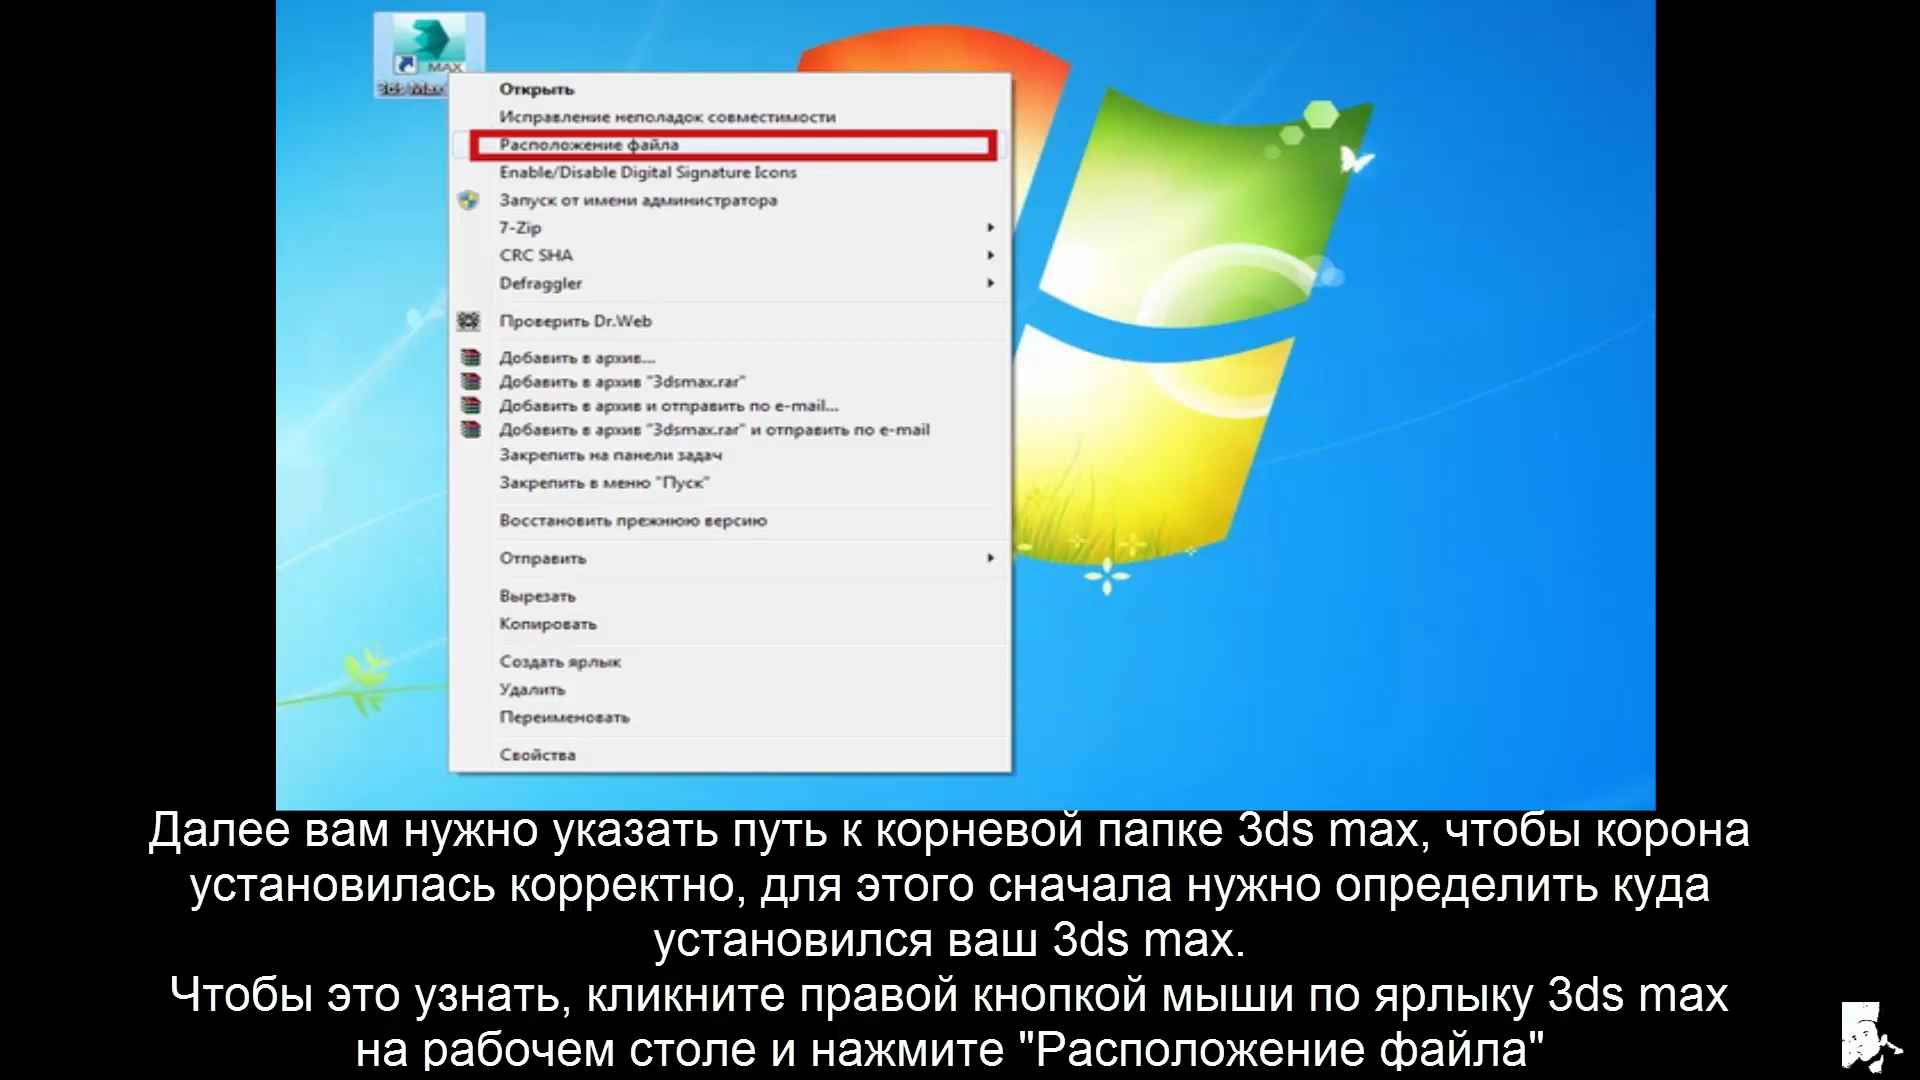 MAX
3ds Max
Открыть
Исправление неполадок совместимости
Расположение файла
Enable/Disable Digital Signature Icons
Запуск от имени администратора
7-Zip
CRC SHA
Defraggler
Проверить Dr.Web
Добавить в архив...
Добавить в архив "3dsmax.rar"
Добавить в архив и отправить по e-mail...
Добавить в архив "3dsmax.rar" и отправить по e-mail
Закрепить на панели задач
Закрепить в меню "Пуск"
Восстановить прежнюю версию
Отправить
Вырезать
Копировать
Создать ярлык
Удалить
Переименовать
Свойства
Далее вам нужно указать путь к корневой папке 3ds max, чтобы корона
установилась корректно, для этого сначала нужно определить куда
установился ваш 3ds max.
Чтобы это узнать, кликните правой кнопкой мыши по ярлыку 3ds max
на рабочем столе и нажмите "Расположение файла"